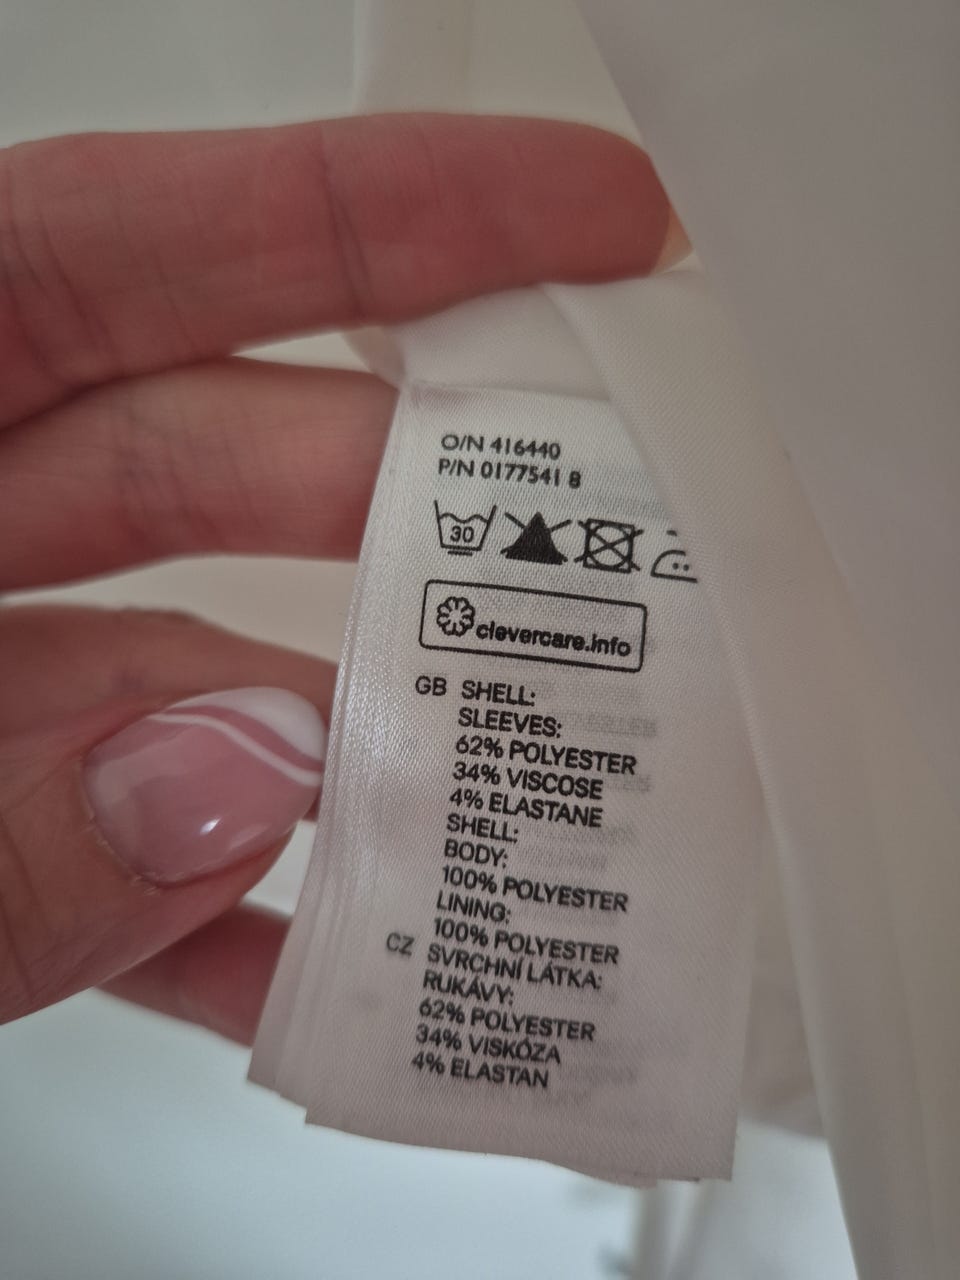 O/N 416440
P/N 0177541 8
30
clevercare.info
GB SHELL:
SLEEVES:
62% POLYESTER
34% VISCOSE
4% ELASTANE
SHELL:
BODY:
100% POLYESTER
LINING:
100% POLYESTER
CZ SVRCHNÍ LÁTKA:
RUKÁVY:
62% POLYESTER
34% VISKÓZA
4% ELASTAN